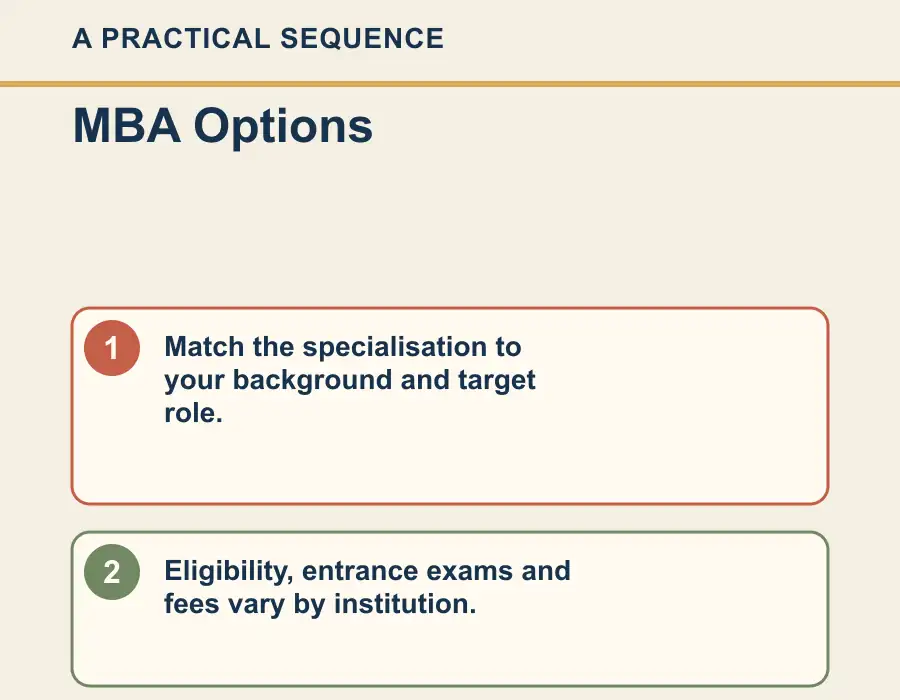 A PRACTICAL SEQUENCE
MBA Options
1
Match the specialisation to
your background and target
role.
2
Eligibility, entrance exams and
fees vary by institution.